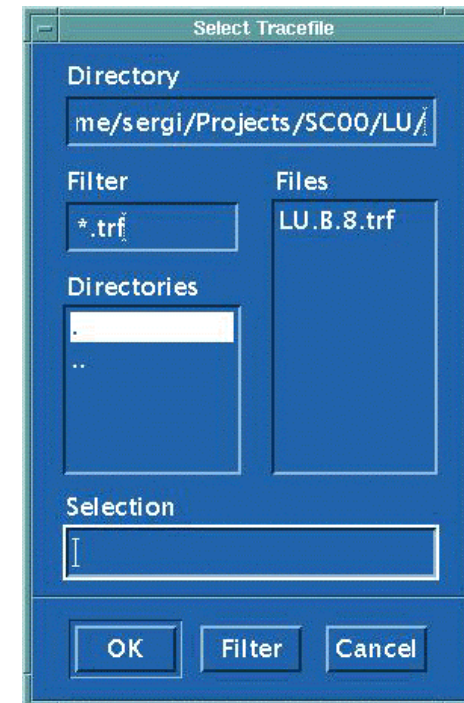 Select Tracefile
Directory
me/sergi/Projects/SC00/LU/
Filter
Files
*.trf
LU.B.8.trf
Directories
.
..
Selection
OK
Filter
Cancel